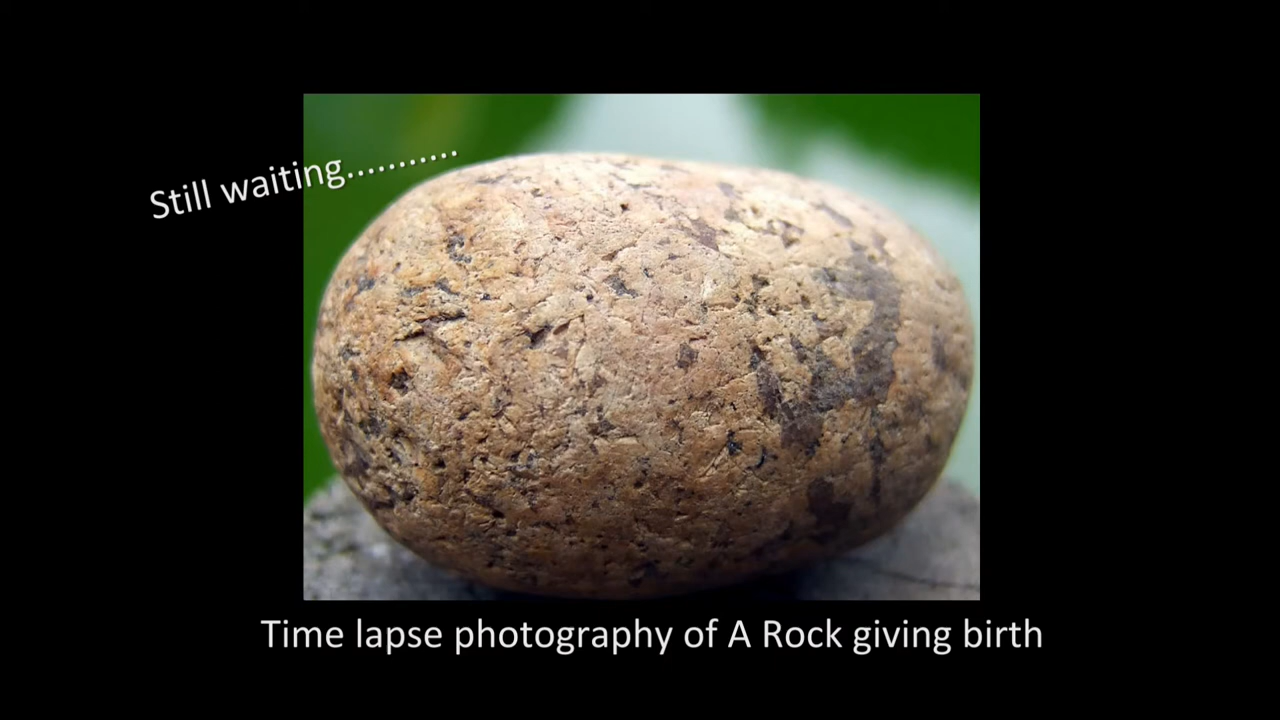 Still waiting...........
Time lapse photography of A Rock giving birth